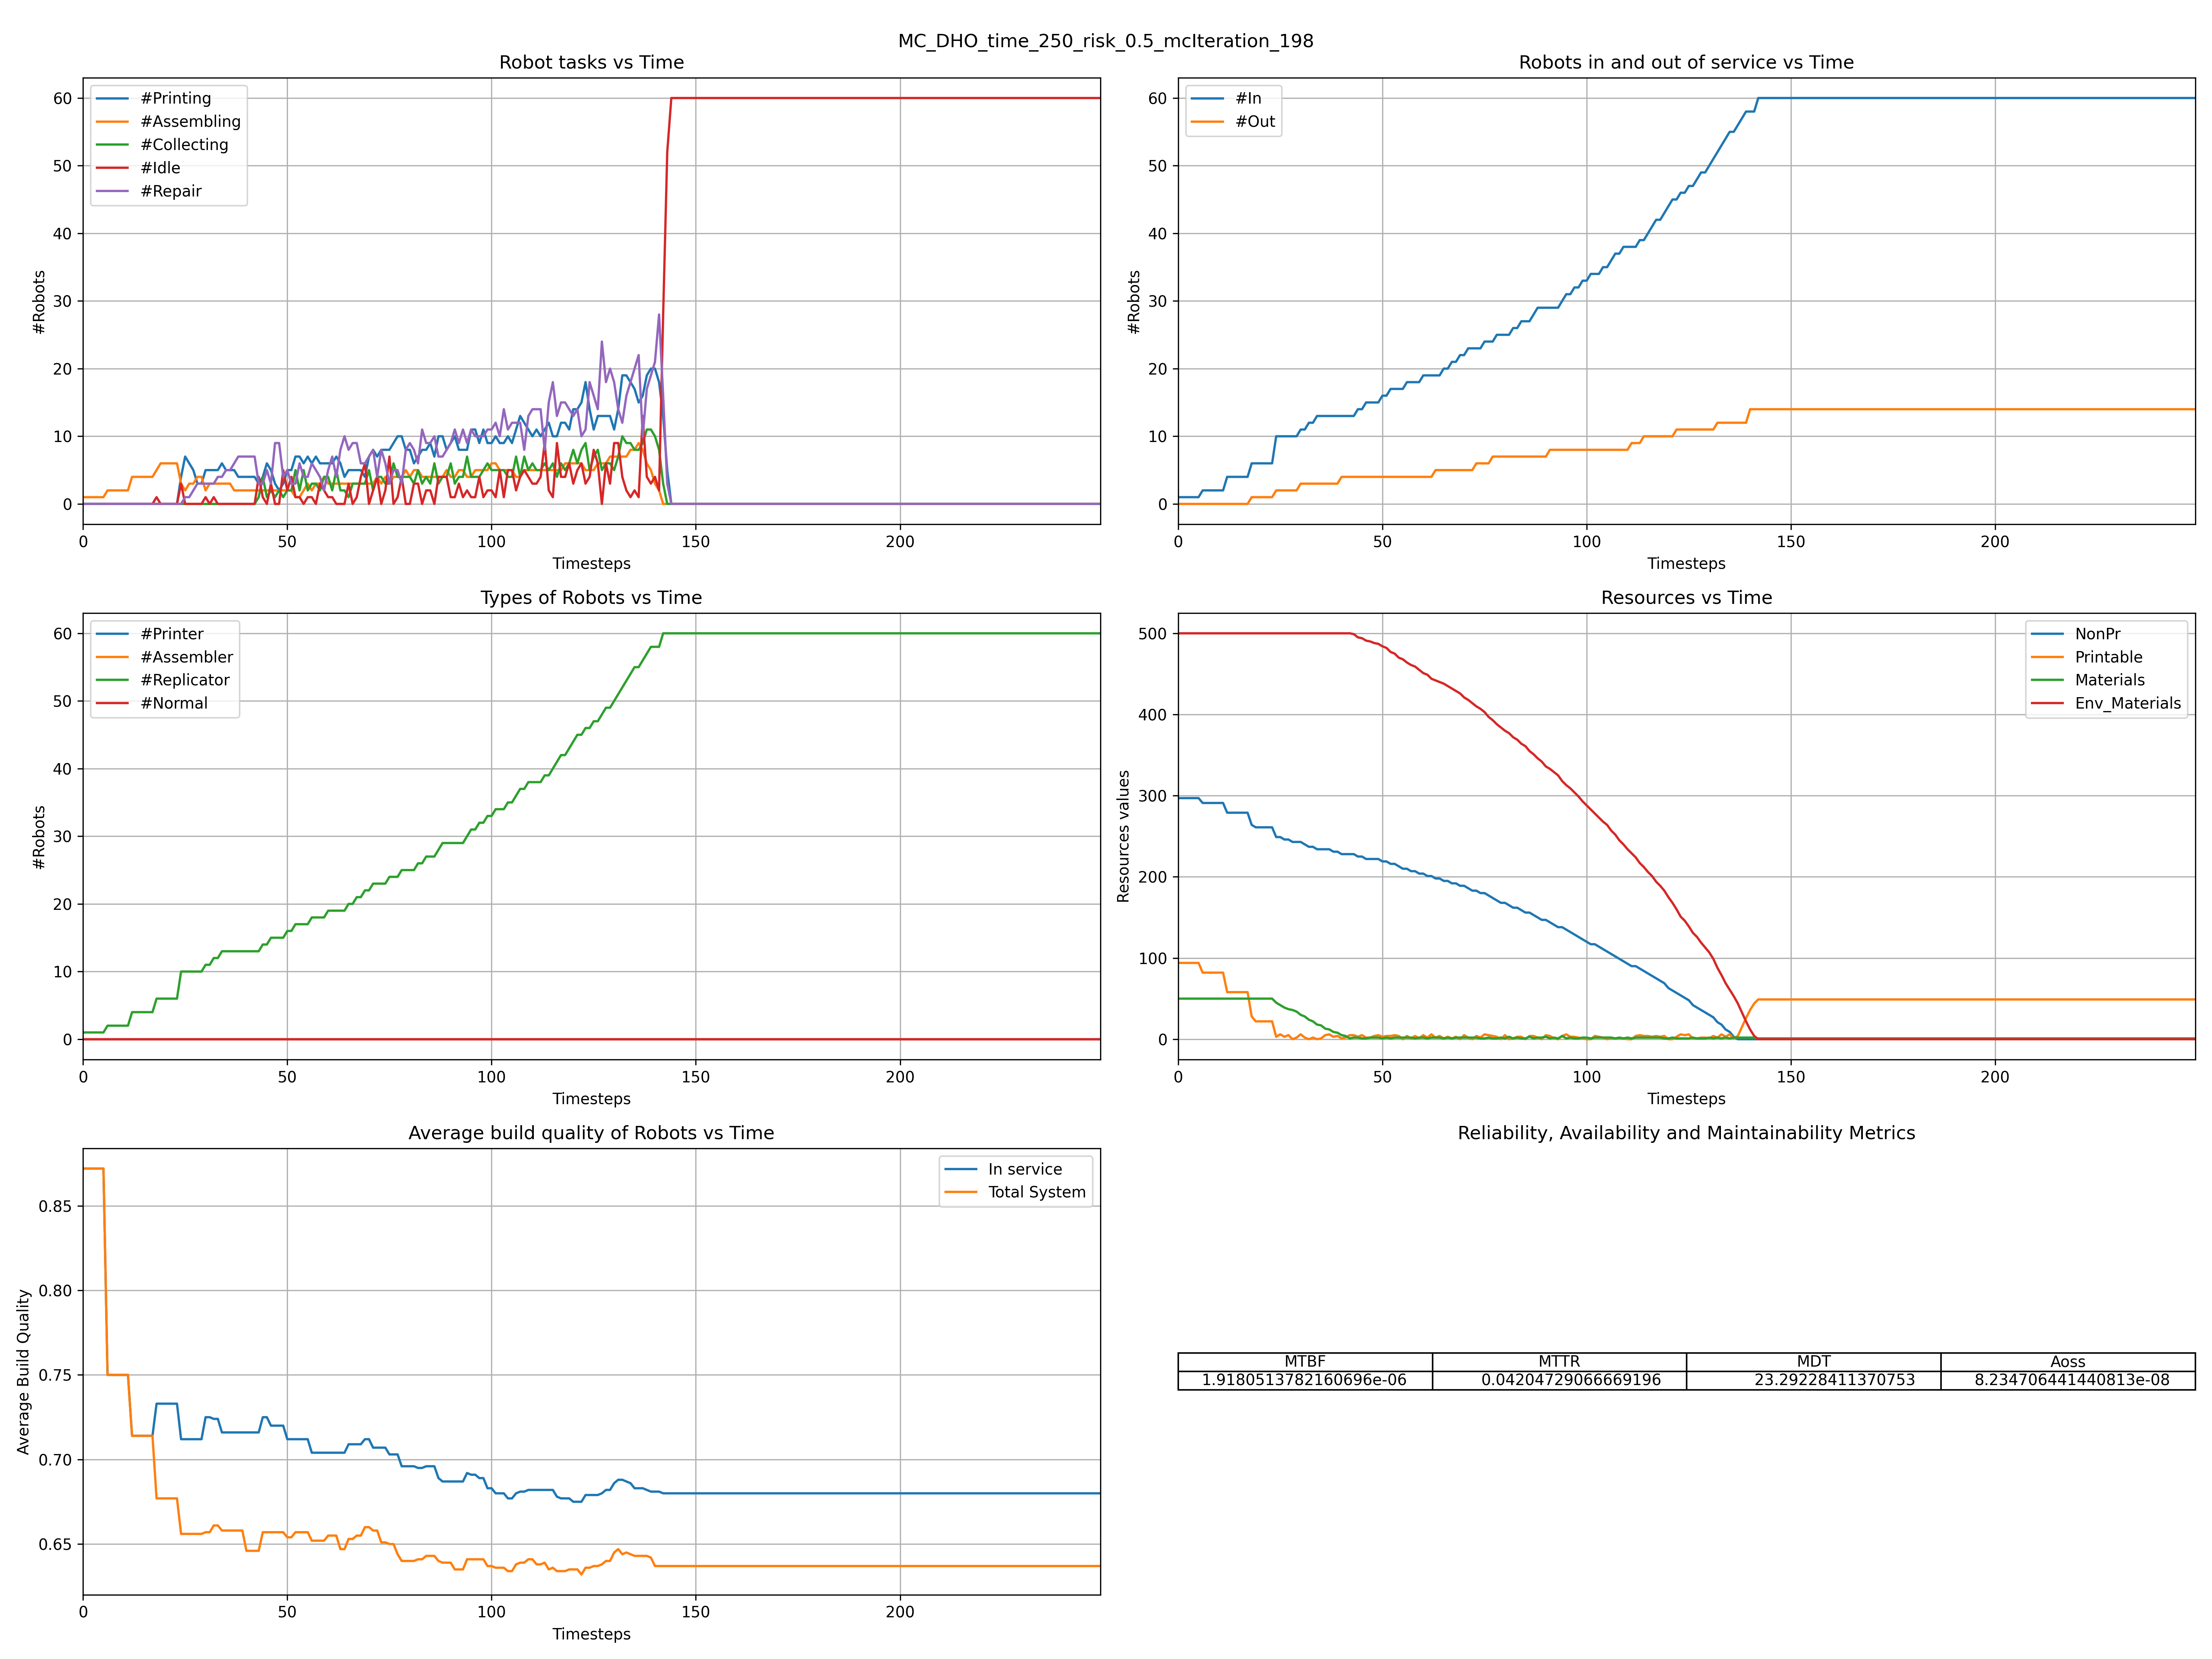 MC_DHO_time_250_risk_0.5_mcIteration_198
Robot tasks vs Time
#Printing
#Assembling
#Collecting
#Idle
#Repair
60
50
40
30
20
10
0
#Robots
0 50 100 150 200
Timesteps
Robots in and out of service vs Time
#In
#Out
60
50
40
30
20
10
0
#Robots
0 50 100 150 200
Timesteps
Types of Robots vs Time
#Printer
#Assembler
#Replicator
#Normal
60
50
40
30
20
10
0
#Robots
0 50 100 150 200
Timesteps
Resources vs Time
NonPr
Printable
Materials
Env_Materials
500
400
300
200
100
0
Resources values
0 50 100 150 200
Timesteps
Average build quality of Robots vs Time
In service
Total System
0.85
0.80
0.75
0.70
0.65
Average Build Quality
0 50 100 150 200
Timesteps
Reliability, Availability and Maintainability Metrics
MTBF MTTR MDT Aoss
1.9180513782160696e-06 0.04204729066669196 23.29228411370753 8.234706441440813e-08